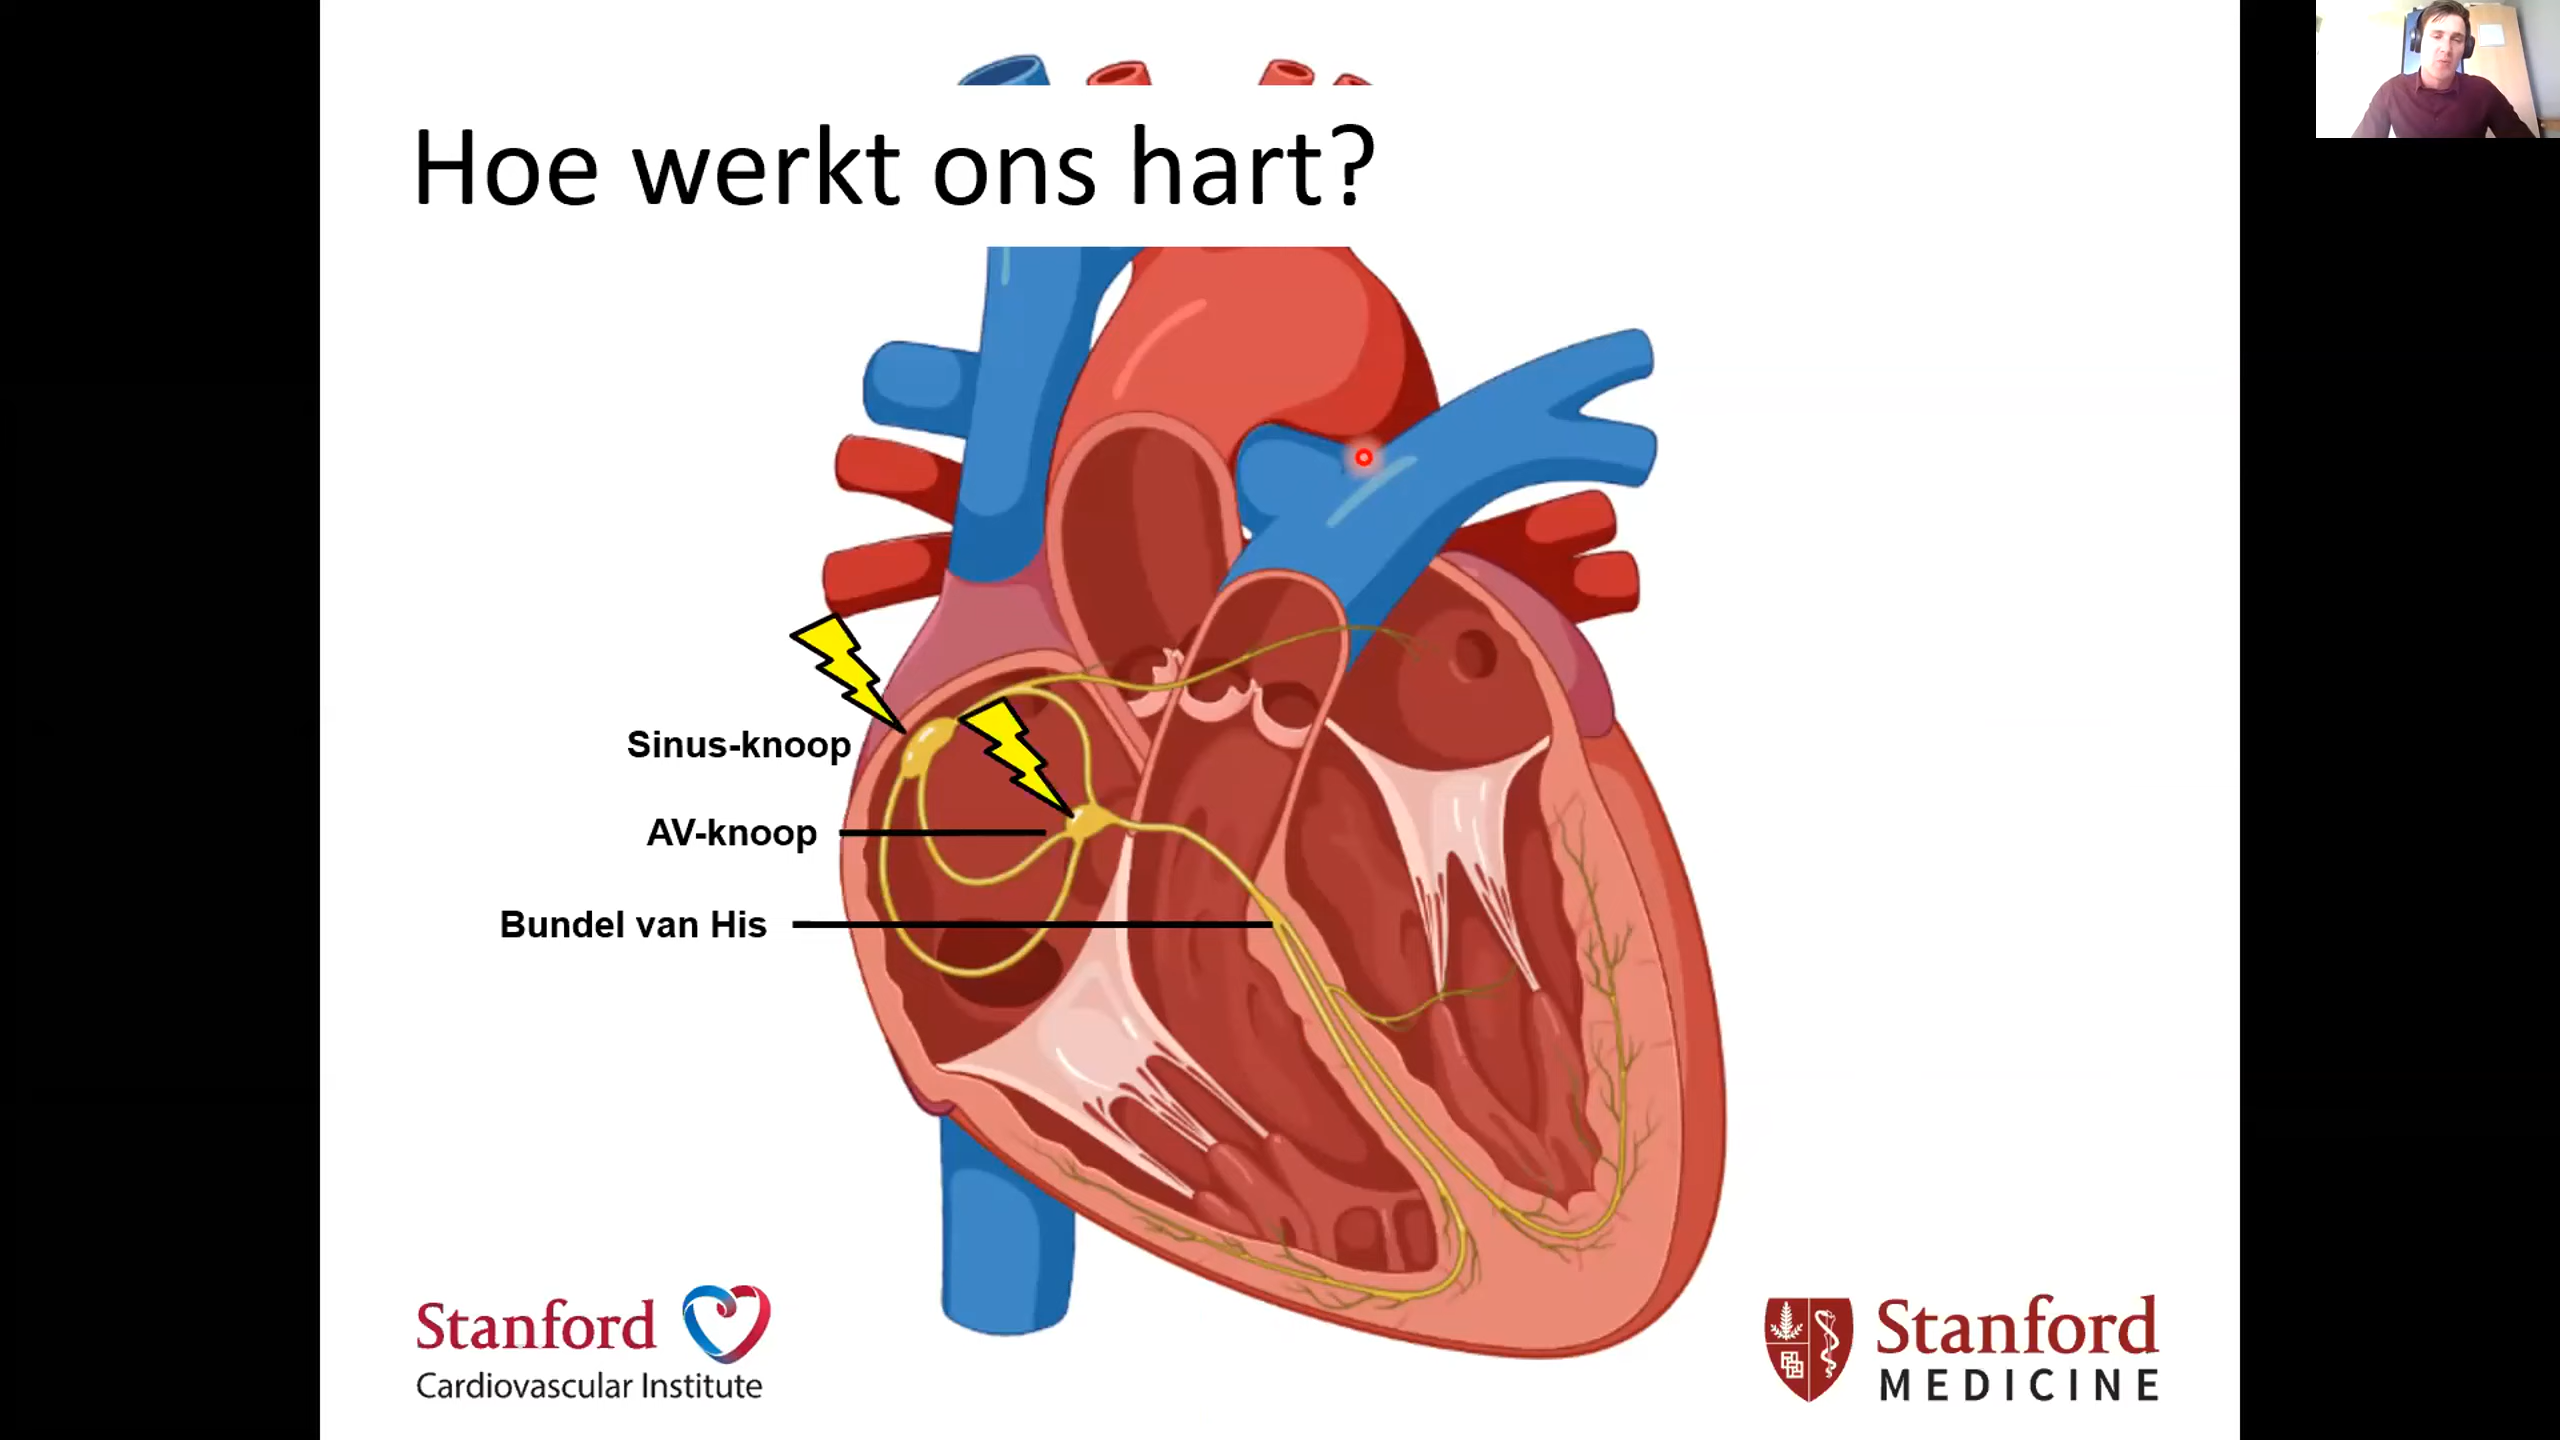 Hoe werkt ons hart?
Sinus-knoop
AV-knoop
Bundel van His
Stanford
Cardiovascular Institute
Stanford
MEDICINE